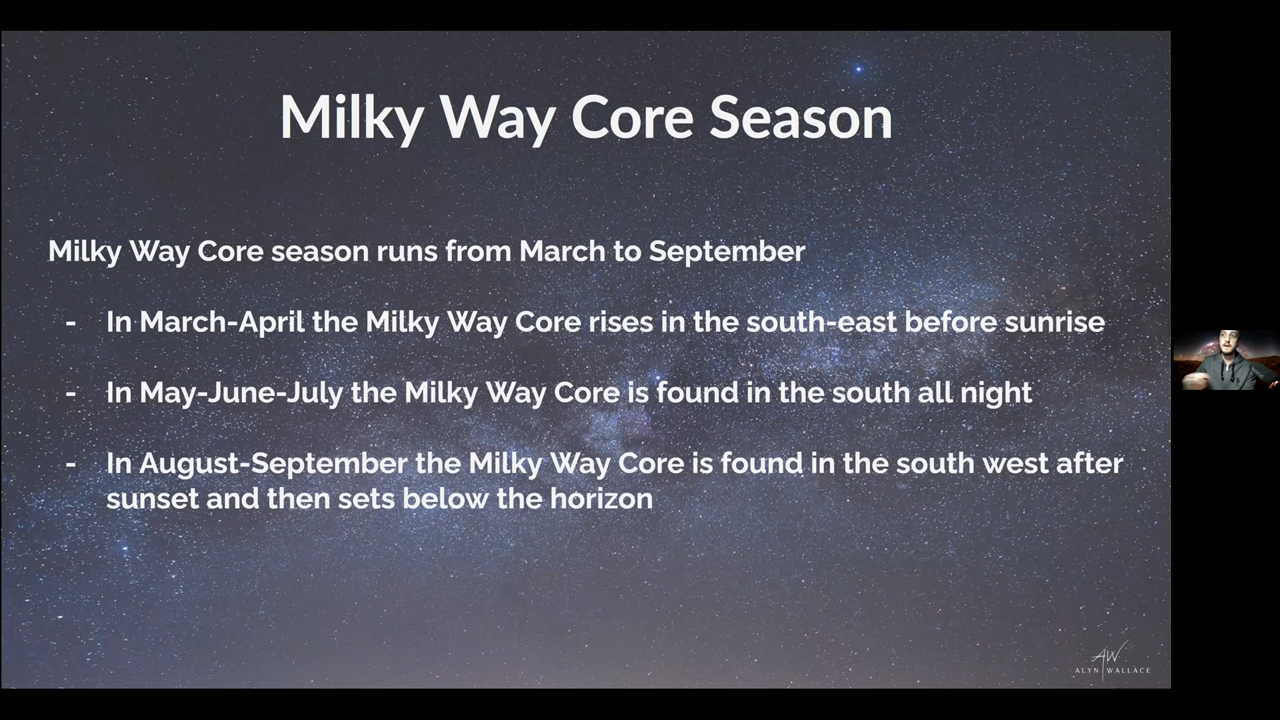 Milky Way Core Season
Milky Way Core season runs from March to September
- In March-April the Milky Way Core rises in the south-east before sunrise
- In May-June-July the Milky Way Core is found in the south all night
- In August-September the Milky Way Core is found in the south west after
sunset and then sets below the horizon
AW
ALYN WALLACE